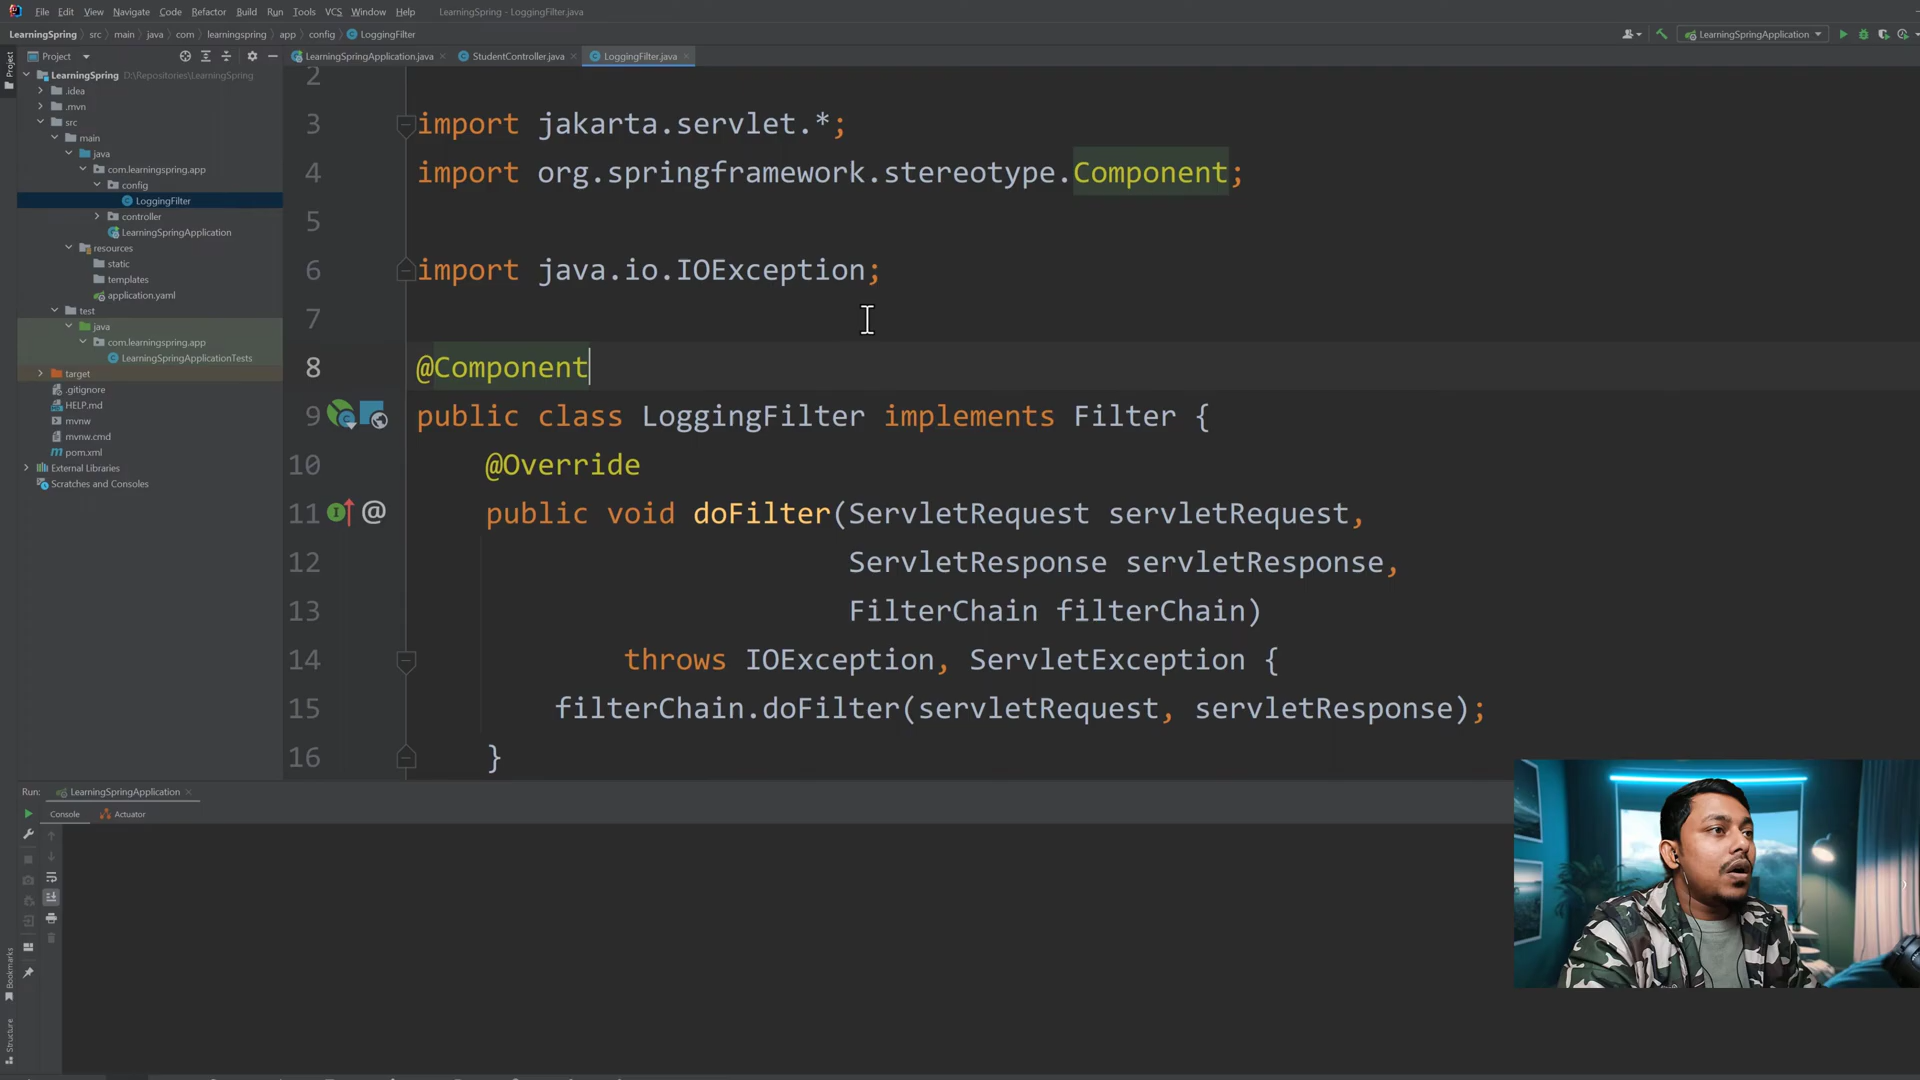 File Edit View Navigate Code Refactor Build Run Tools VCS Window Help LearningSpring - LoggingFilter.java
LearningSpring src main java com learningspring app config LoggingFilter LearningSpringApplication
Project LearningSpringApplication.java StudentController.java LoggingFilter.java
Project
LearningSpring D:\Repositories\LearningSpring
.idea
.mvn
src
main
java
com.learningspring.app
config
LoggingFilter
controller
LearningSpringApplication
resources
static
templates
application.yaml
test
java
com.learningspring.app
LearningSpringApplicationTests
target
.gitignore
HELP.md
mvnw
mvnw.cmd
pom.xml
External Libraries
Scratches and Consoles
2
3 import jakarta.servlet.*;
4 import org.springframework.stereotype.Component;
5
6 import java.io.IOException;
7
8 @Component
9 public class LoggingFilter implements Filter {
10 @Override
11 public void doFilter(ServletRequest servletRequest,
12 ServletResponse servletResponse,
13 FilterChain filterChain)
14 throws IOException, ServletException {
15 filterChain.doFilter(servletRequest, servletResponse);
16 }
Run: LearningSpringApplication
Console Actuator
Bookmarks
Structure